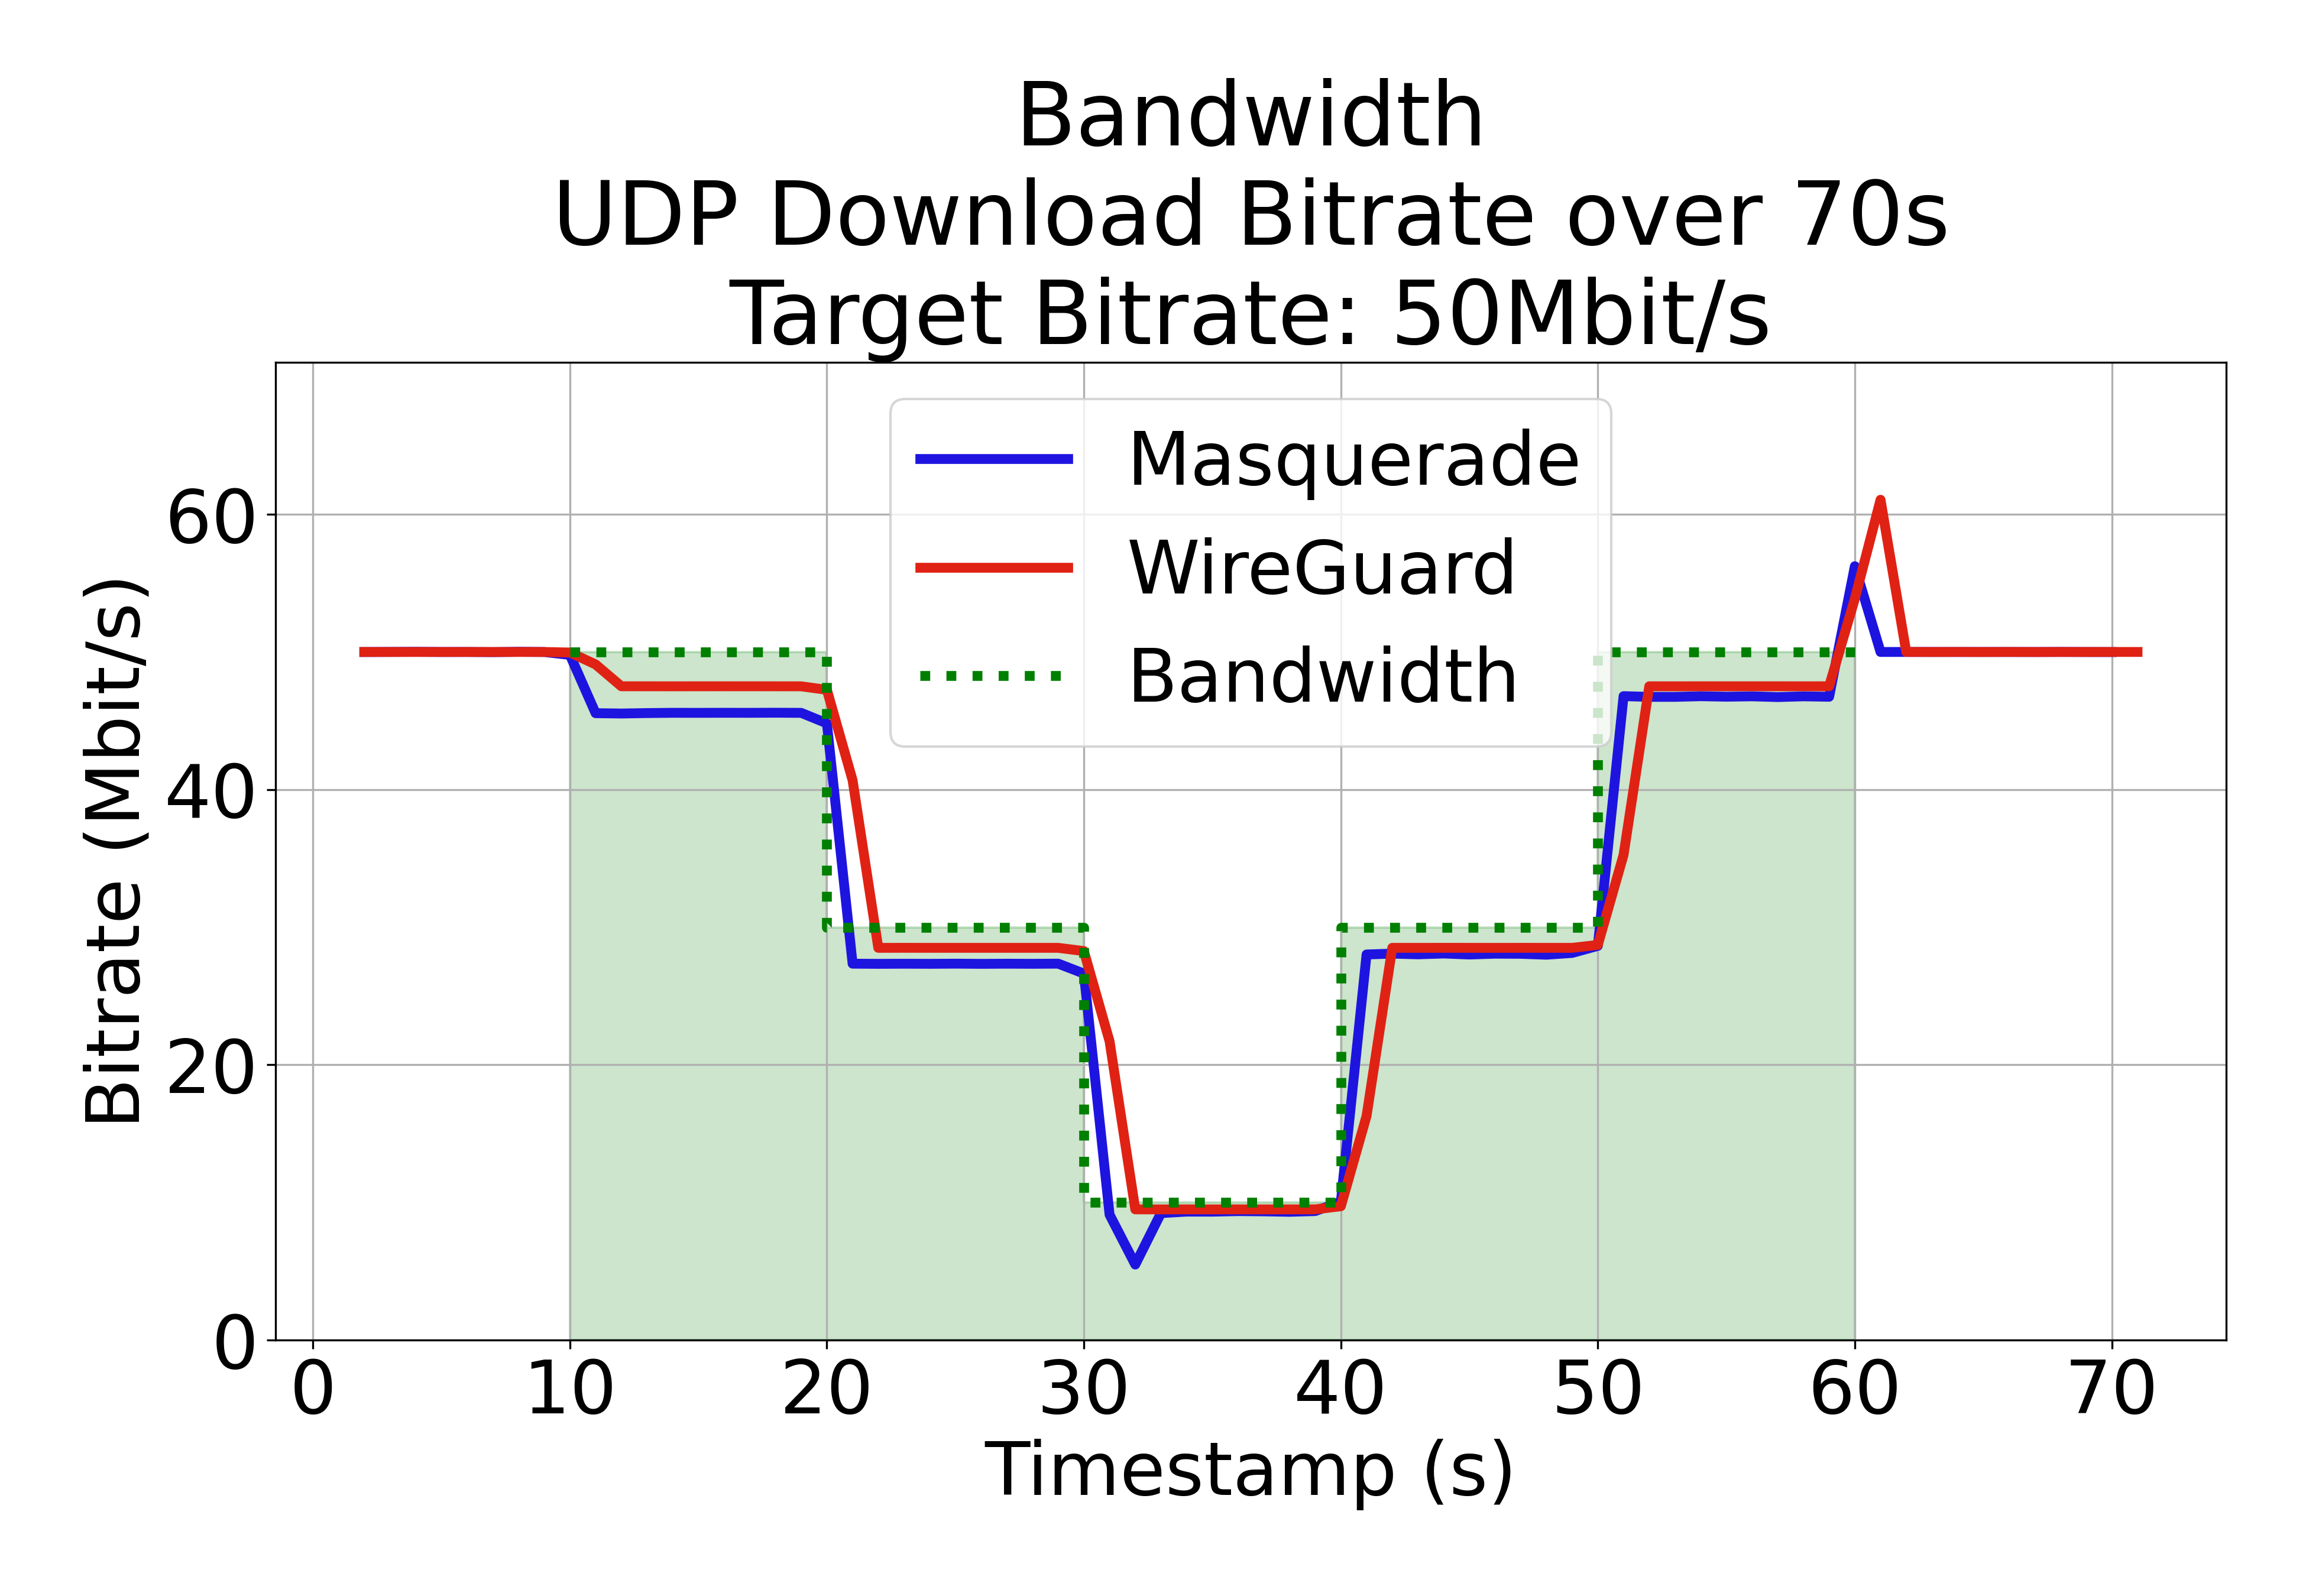 Bandwidth
UDP Download Bitrate over 70s
Target Bitrate: 50Mbit/s
Masquerade
WireGuard
Bandwidth
Bitrate (Mbit/s)
60
40
20
0
0 10 20 30 40 50 60 70
Timestamp (s)